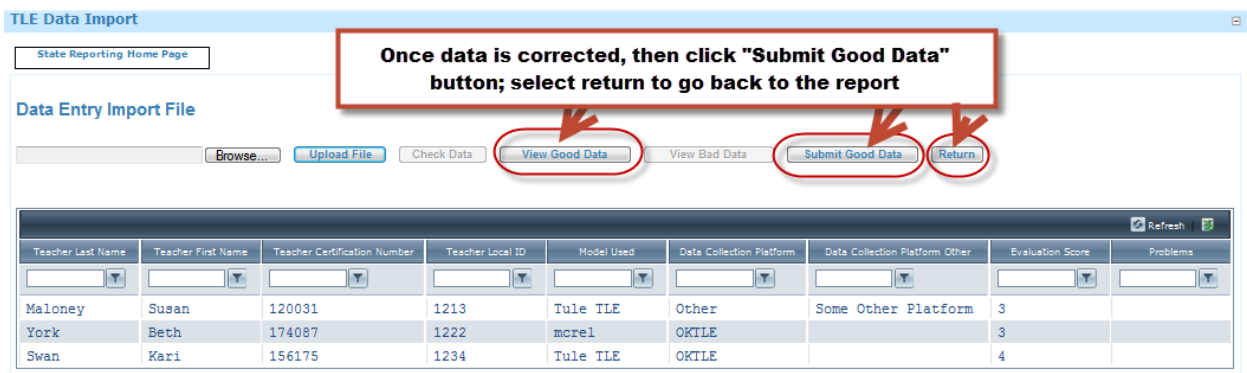 TLE Data Import
State Reporting Home Page
Once data is corrected, then click "Submit Good Data"
button; select return to go back to the report
Data Entry Import File
Browse... Upload File Check Data View Good Data View Bad Data Submit Good Data Return
Refresh
Teacher Last Name Teacher First Name Teacher Certification Number Teacher Local ID Model Used Data Collection Platform Data Collection Platform Other Evaluation Score Problems
Maloney Susan 120031 1213 Tule TLE Other Some Other Platform 3
York Beth 174087 1222 mcrel OKTLE 3
Swan Kari 156175 1234 Tule TLE OKTLE 4